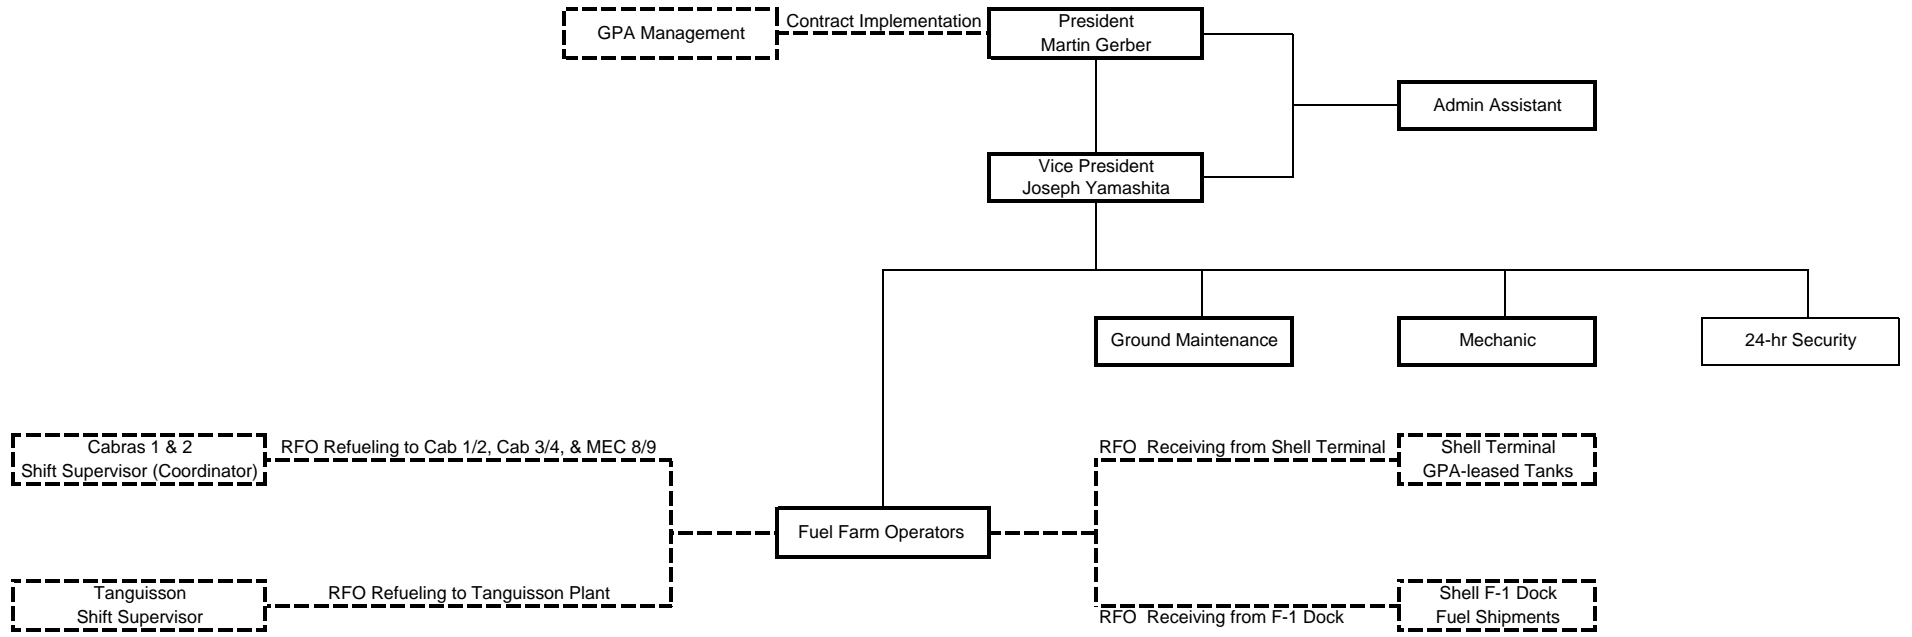 GPA Management
Contract Implementation
President
Martin Gerber
Admin Assistant
Vice President
Joseph Yamashita
Ground Maintenance
Mechanic
24-hr Security
Cabras 1 & 2
Shift Supervisor (Coordinator)
RFO Refueling to Cab 1/2, Cab 3/4, & MEC 8/9
RFO  Receiving from Shell Terminal
Shell Terminal
GPA-leased Tanks
Fuel Farm Operators
Tanguisson
Shift Supervisor
RFO Refueling to Tanguisson Plant
RFO  Receiving from F-1 Dock
Shell F-1 Dock
Fuel Shipments